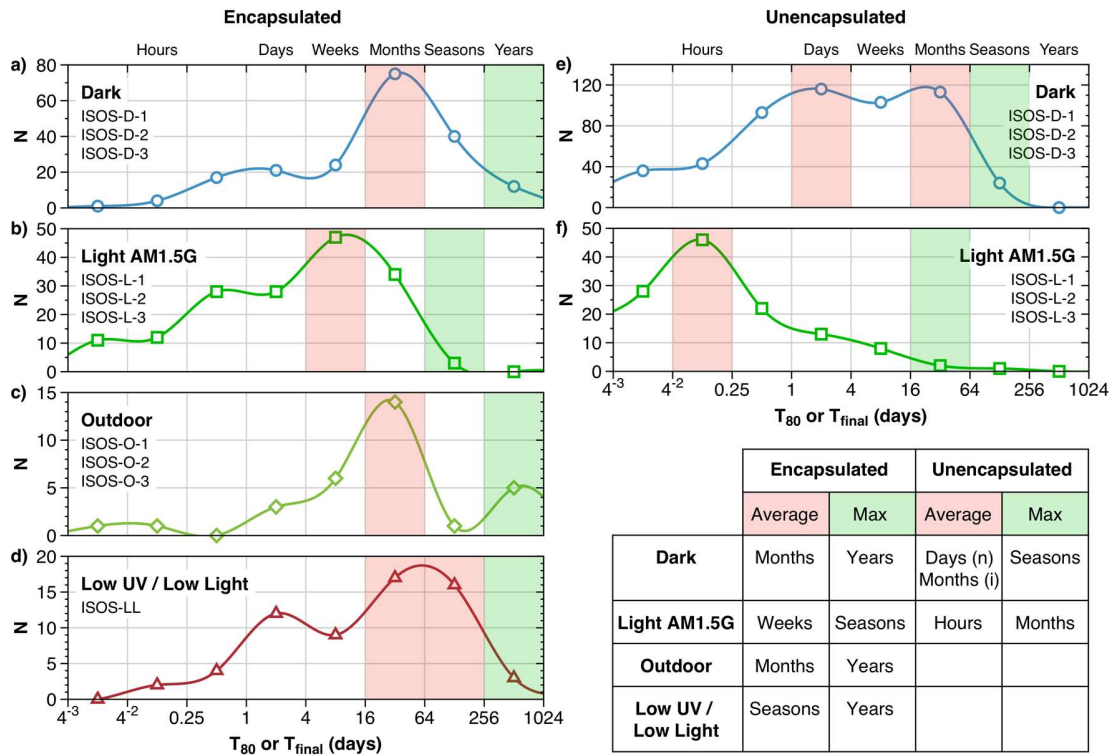 Encapsulated
Unencapsulated
Hours Days Weeks Months Seasons Years
Hours Days Weeks Months Seasons Years
a)
80
60
40
20
0
N
Dark
ISOS-D-1
ISOS-D-2
ISOS-D-3
e)
120
80
40
0
N
Dark
ISOS-D-1
ISOS-D-2
ISOS-D-3
b)
50
40
30
20
10
0
N
Light AM1.5G
ISOS-L-1
ISOS-L-2
ISOS-L-3
f)
50
40
30
20
10
0
N
Light AM1.5G
ISOS-L-1
ISOS-L-2
ISOS-L-3
4-3 4-2 0.25 1 4 16 64 256 1024
T80 or Tfinal (days)
c)
15
10
5
0
N
Outdoor
ISOS-O-1
ISOS-O-2
ISOS-O-3
d)
20
15
10
5
0
N
Low UV / Low Light
ISOS-LL
4-3 4-2 0.25 1 4 16 64 256 1024
T80 or Tfinal (days)
Encapsulated Unencapsulated
Average Max Average Max
Dark Months Years Days (n) Seasons
Months (i)
Light AM1.5G Weeks Seasons Hours Months
Outdoor Months Years
Low UV / Seasons Years
Low Light